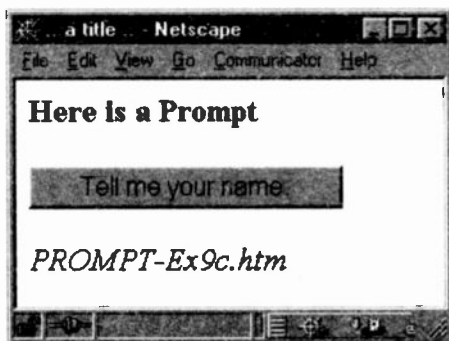 ... a title ... - Netscape
File Edit View Go Communicator Help
Here is a Prompt
Tell me your name.
PROMPT-Ex9c.htm